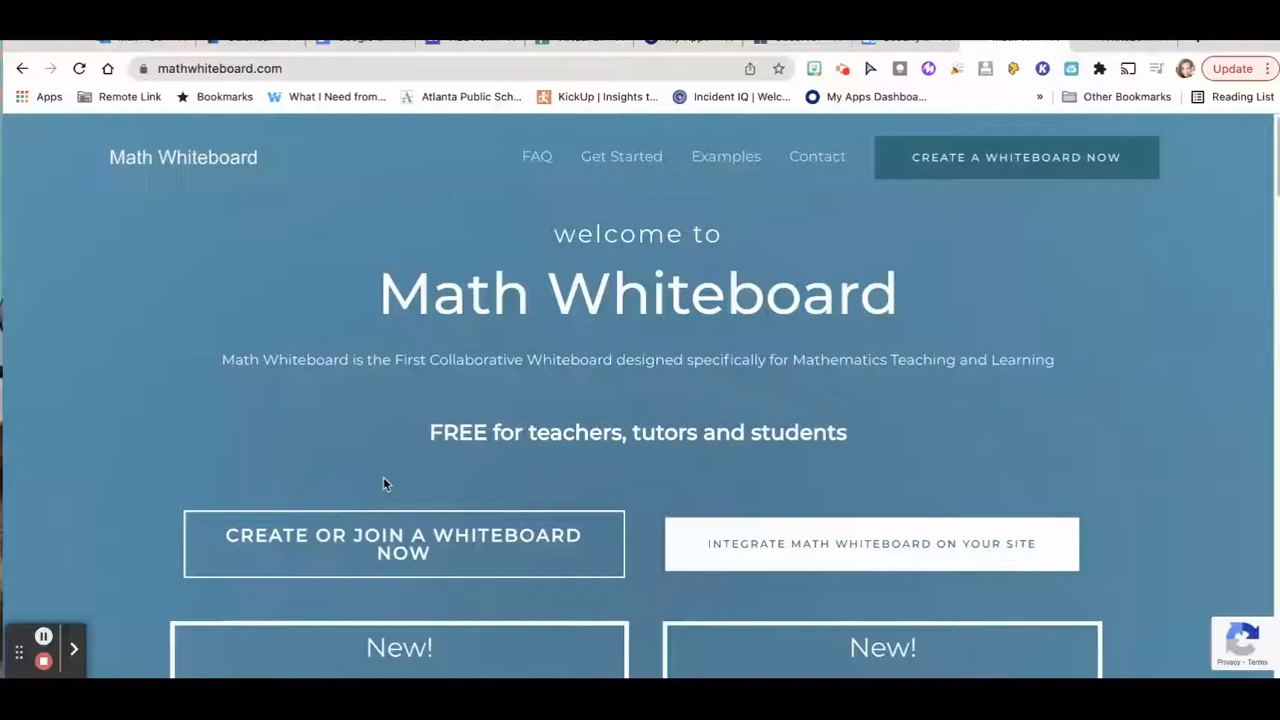 mathwhiteboard.com
Update
Apps
Remote Link
Bookmarks
What I Need from...
Atlanta Public Sch...
KickUp | Insights t...
Incident IQ | Welc...
My Apps Dashboa...
»
Other Bookmarks
Reading List
Math Whiteboard
FAQ
Get Started
Examples
Contact
CREATE A WHITEBOARD NOW
welcome to
Math Whiteboard
Math Whiteboard is the First Collaborative Whiteboard designed specifically for Mathematics Teaching and Learning
FREE for teachers, tutors and students
CREATE OR JOIN A WHITEBOARD
NOW
INTEGRATE MATH WHITEBOARD ON YOUR SITE
New!
New!
Privacy - Terms